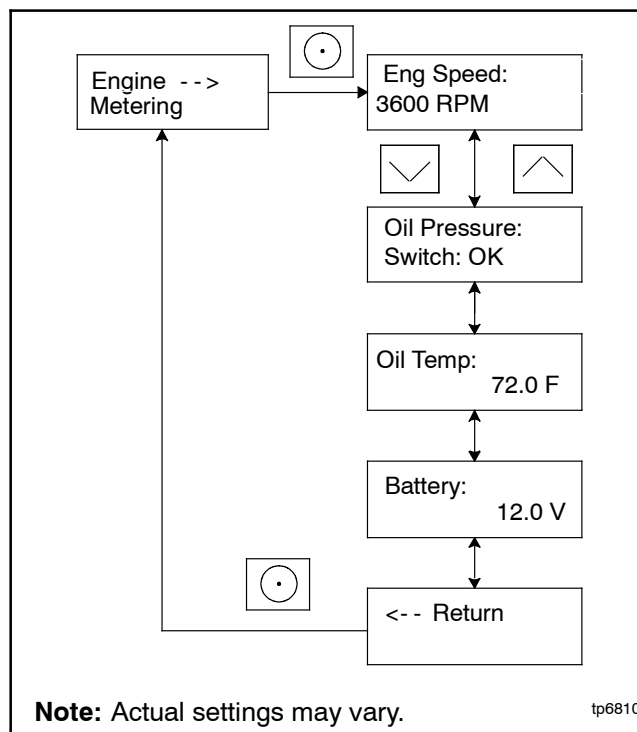 Engine - ->
Metering
Eng Speed:
3600 RPM
Oil Pressure:
Switch: OK
Oil Temp:
72.0 F
Battery:
12.0 V
<- - Return
Note: Actual settings may vary.
tp6810